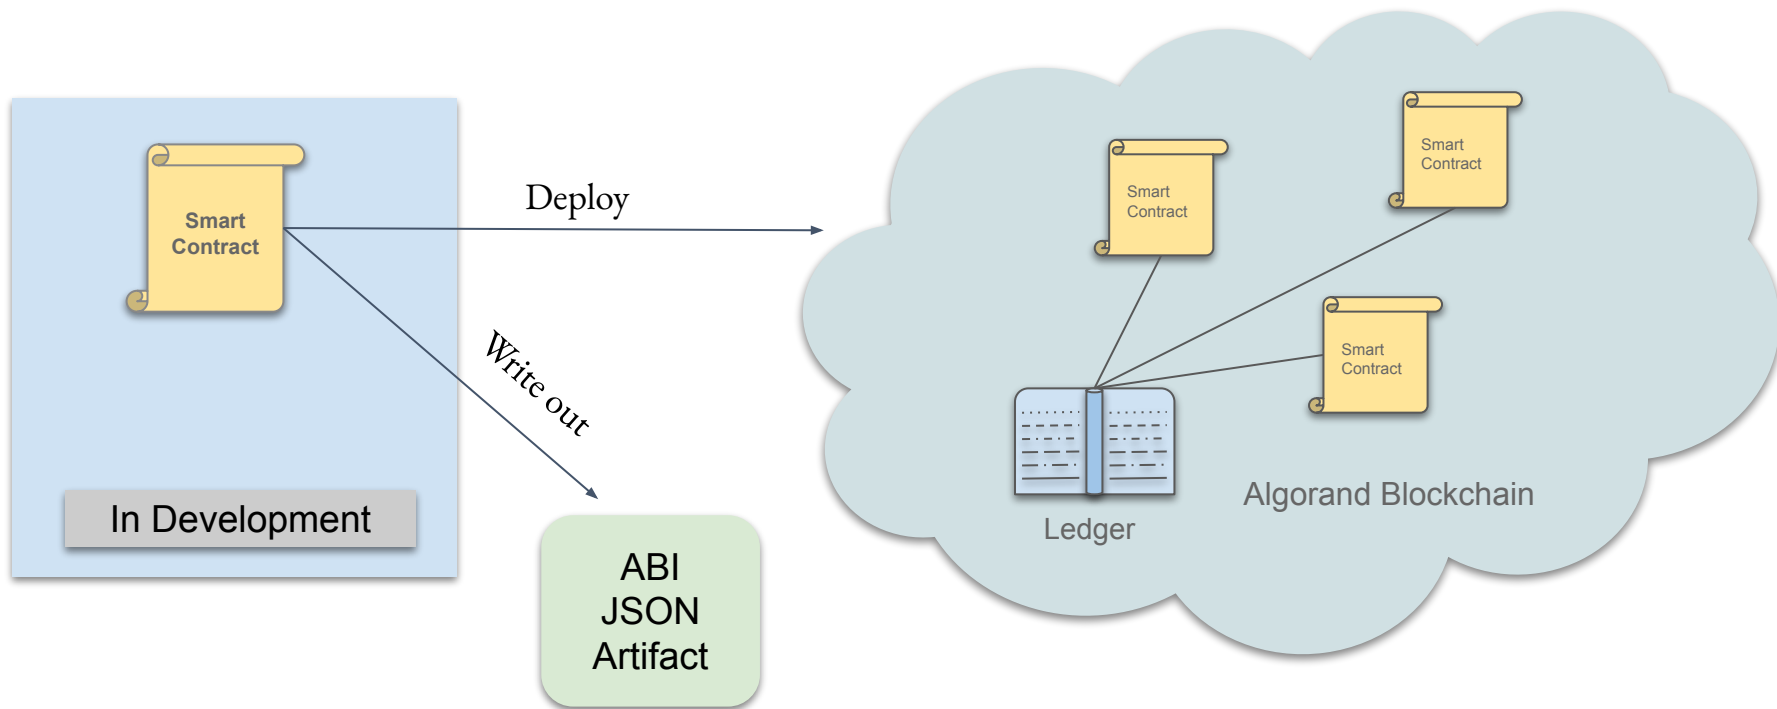 Smart
Contract
In Development
Deploy
Write out
ABI
JSON
Artifact
Smart
Contract
Smart
Contract
Smart
Contract
Ledger
Algorand Blockchain